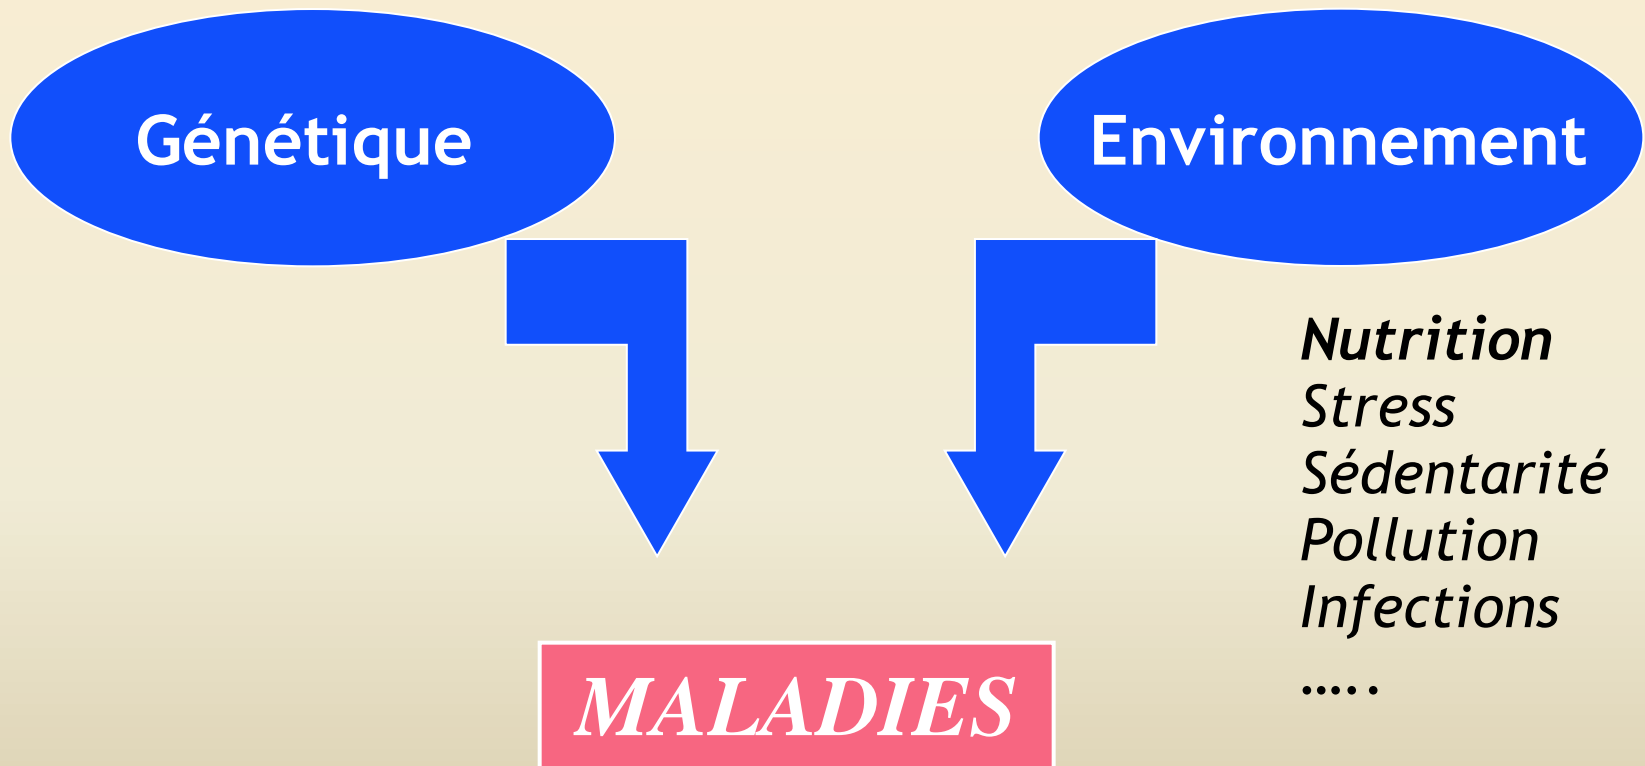 Génétique
Environnement
Nutrition
Stress
Sédentarité
Pollution
Infections
…..
MALADIES